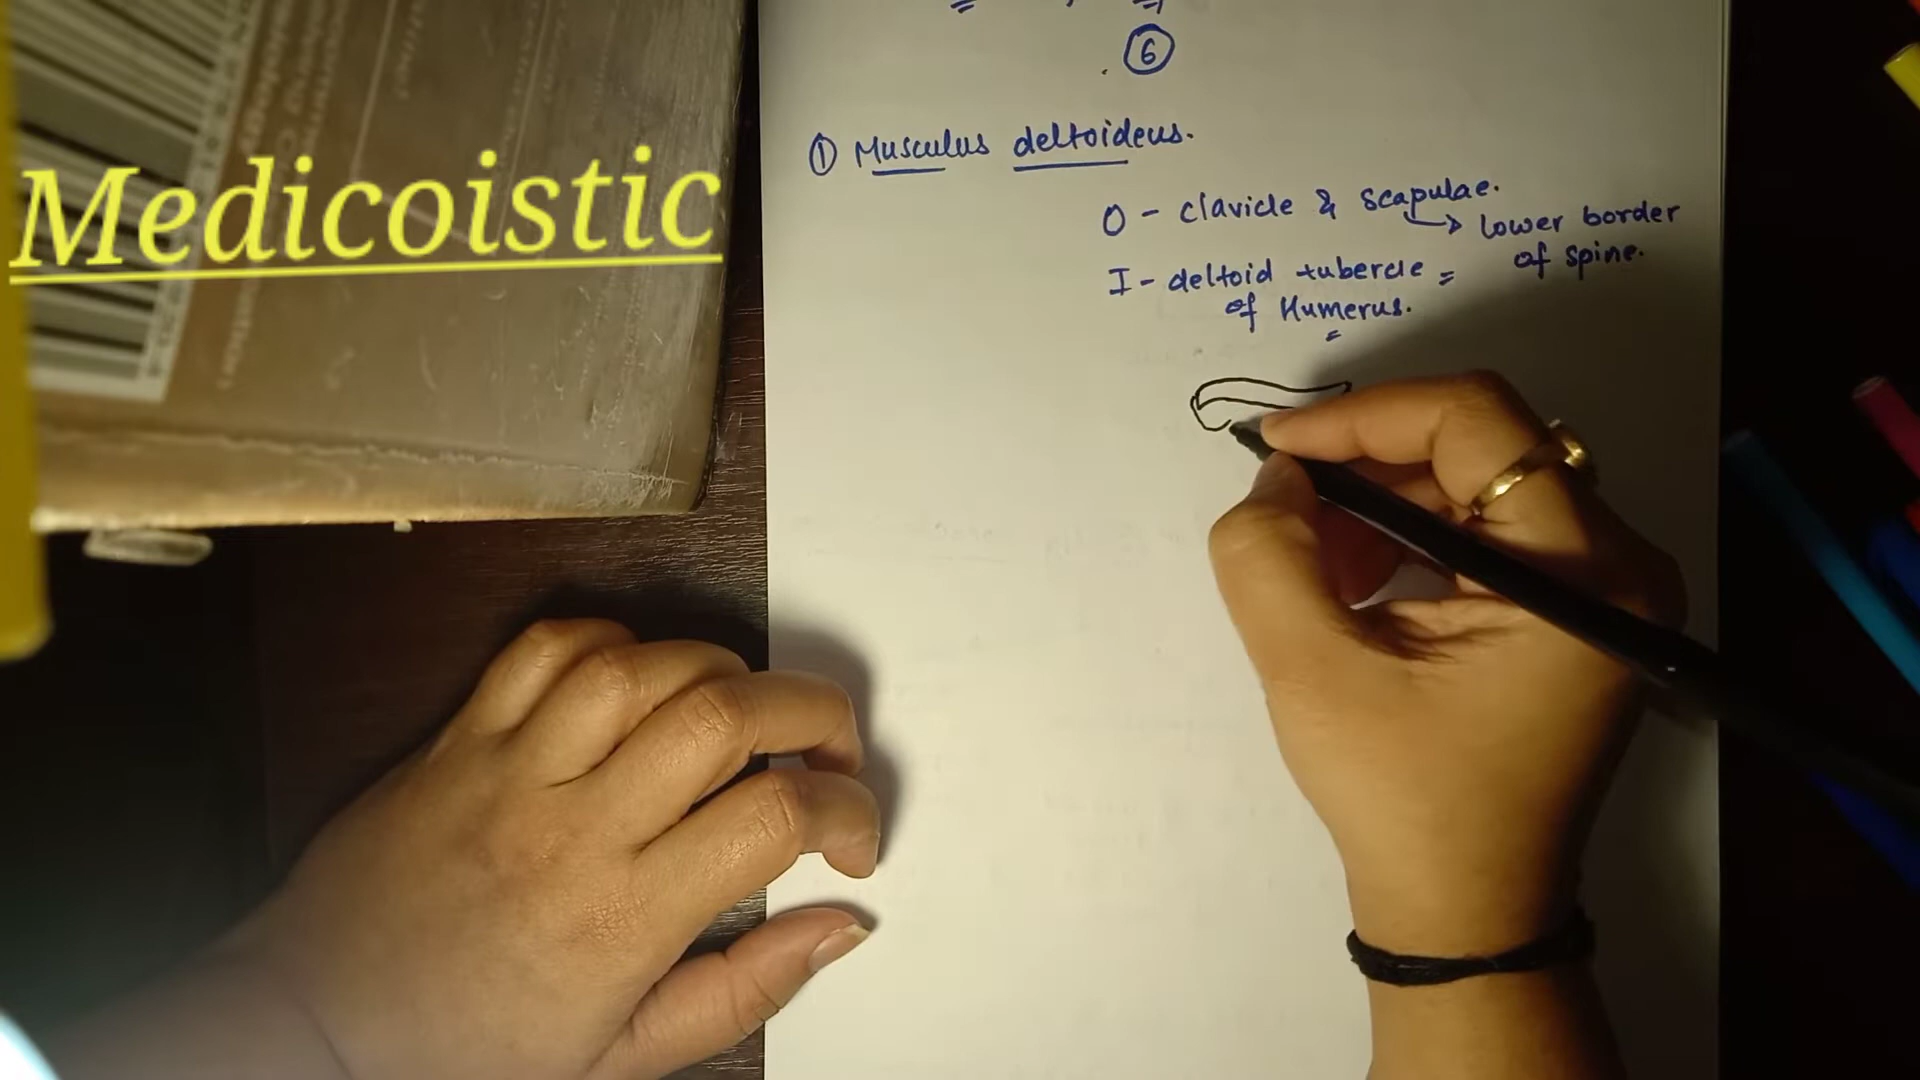 Medicoistic
6
① Musculus deltoideus.
O - clavicle & scapulae.
→ lower border
of spine.
I - deltoid tubercle =
of Humerus.